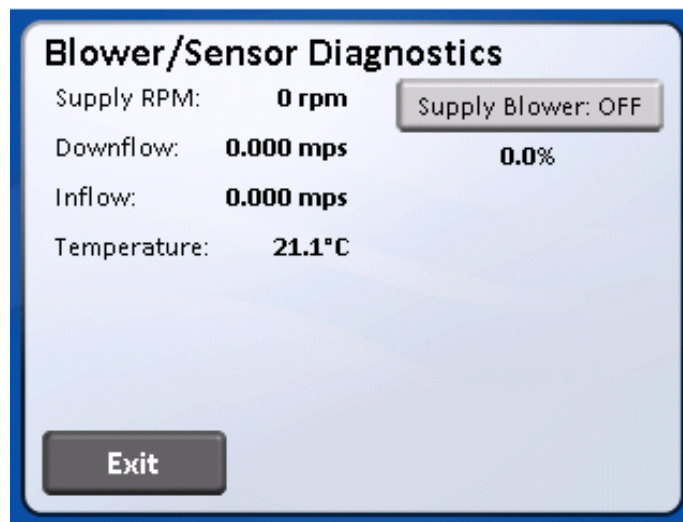 Blower/Sensor Diagnostics
Supply RPM: 0 rpm
Supply Blower: OFF
Downflow: 0.000 mps
0.0%
Inflow: 0.000 mps
Temperature: 21.1°C
Exit